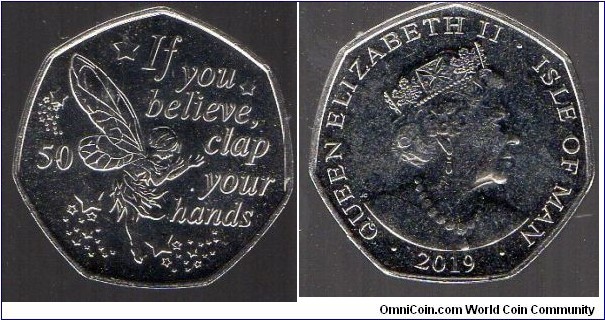 If
you
believe,
50
clap
your
hands
QUEEN ELIZABETH II · ISLE OF MAN · 2019 ·
OmniCoin.com World Coin Community